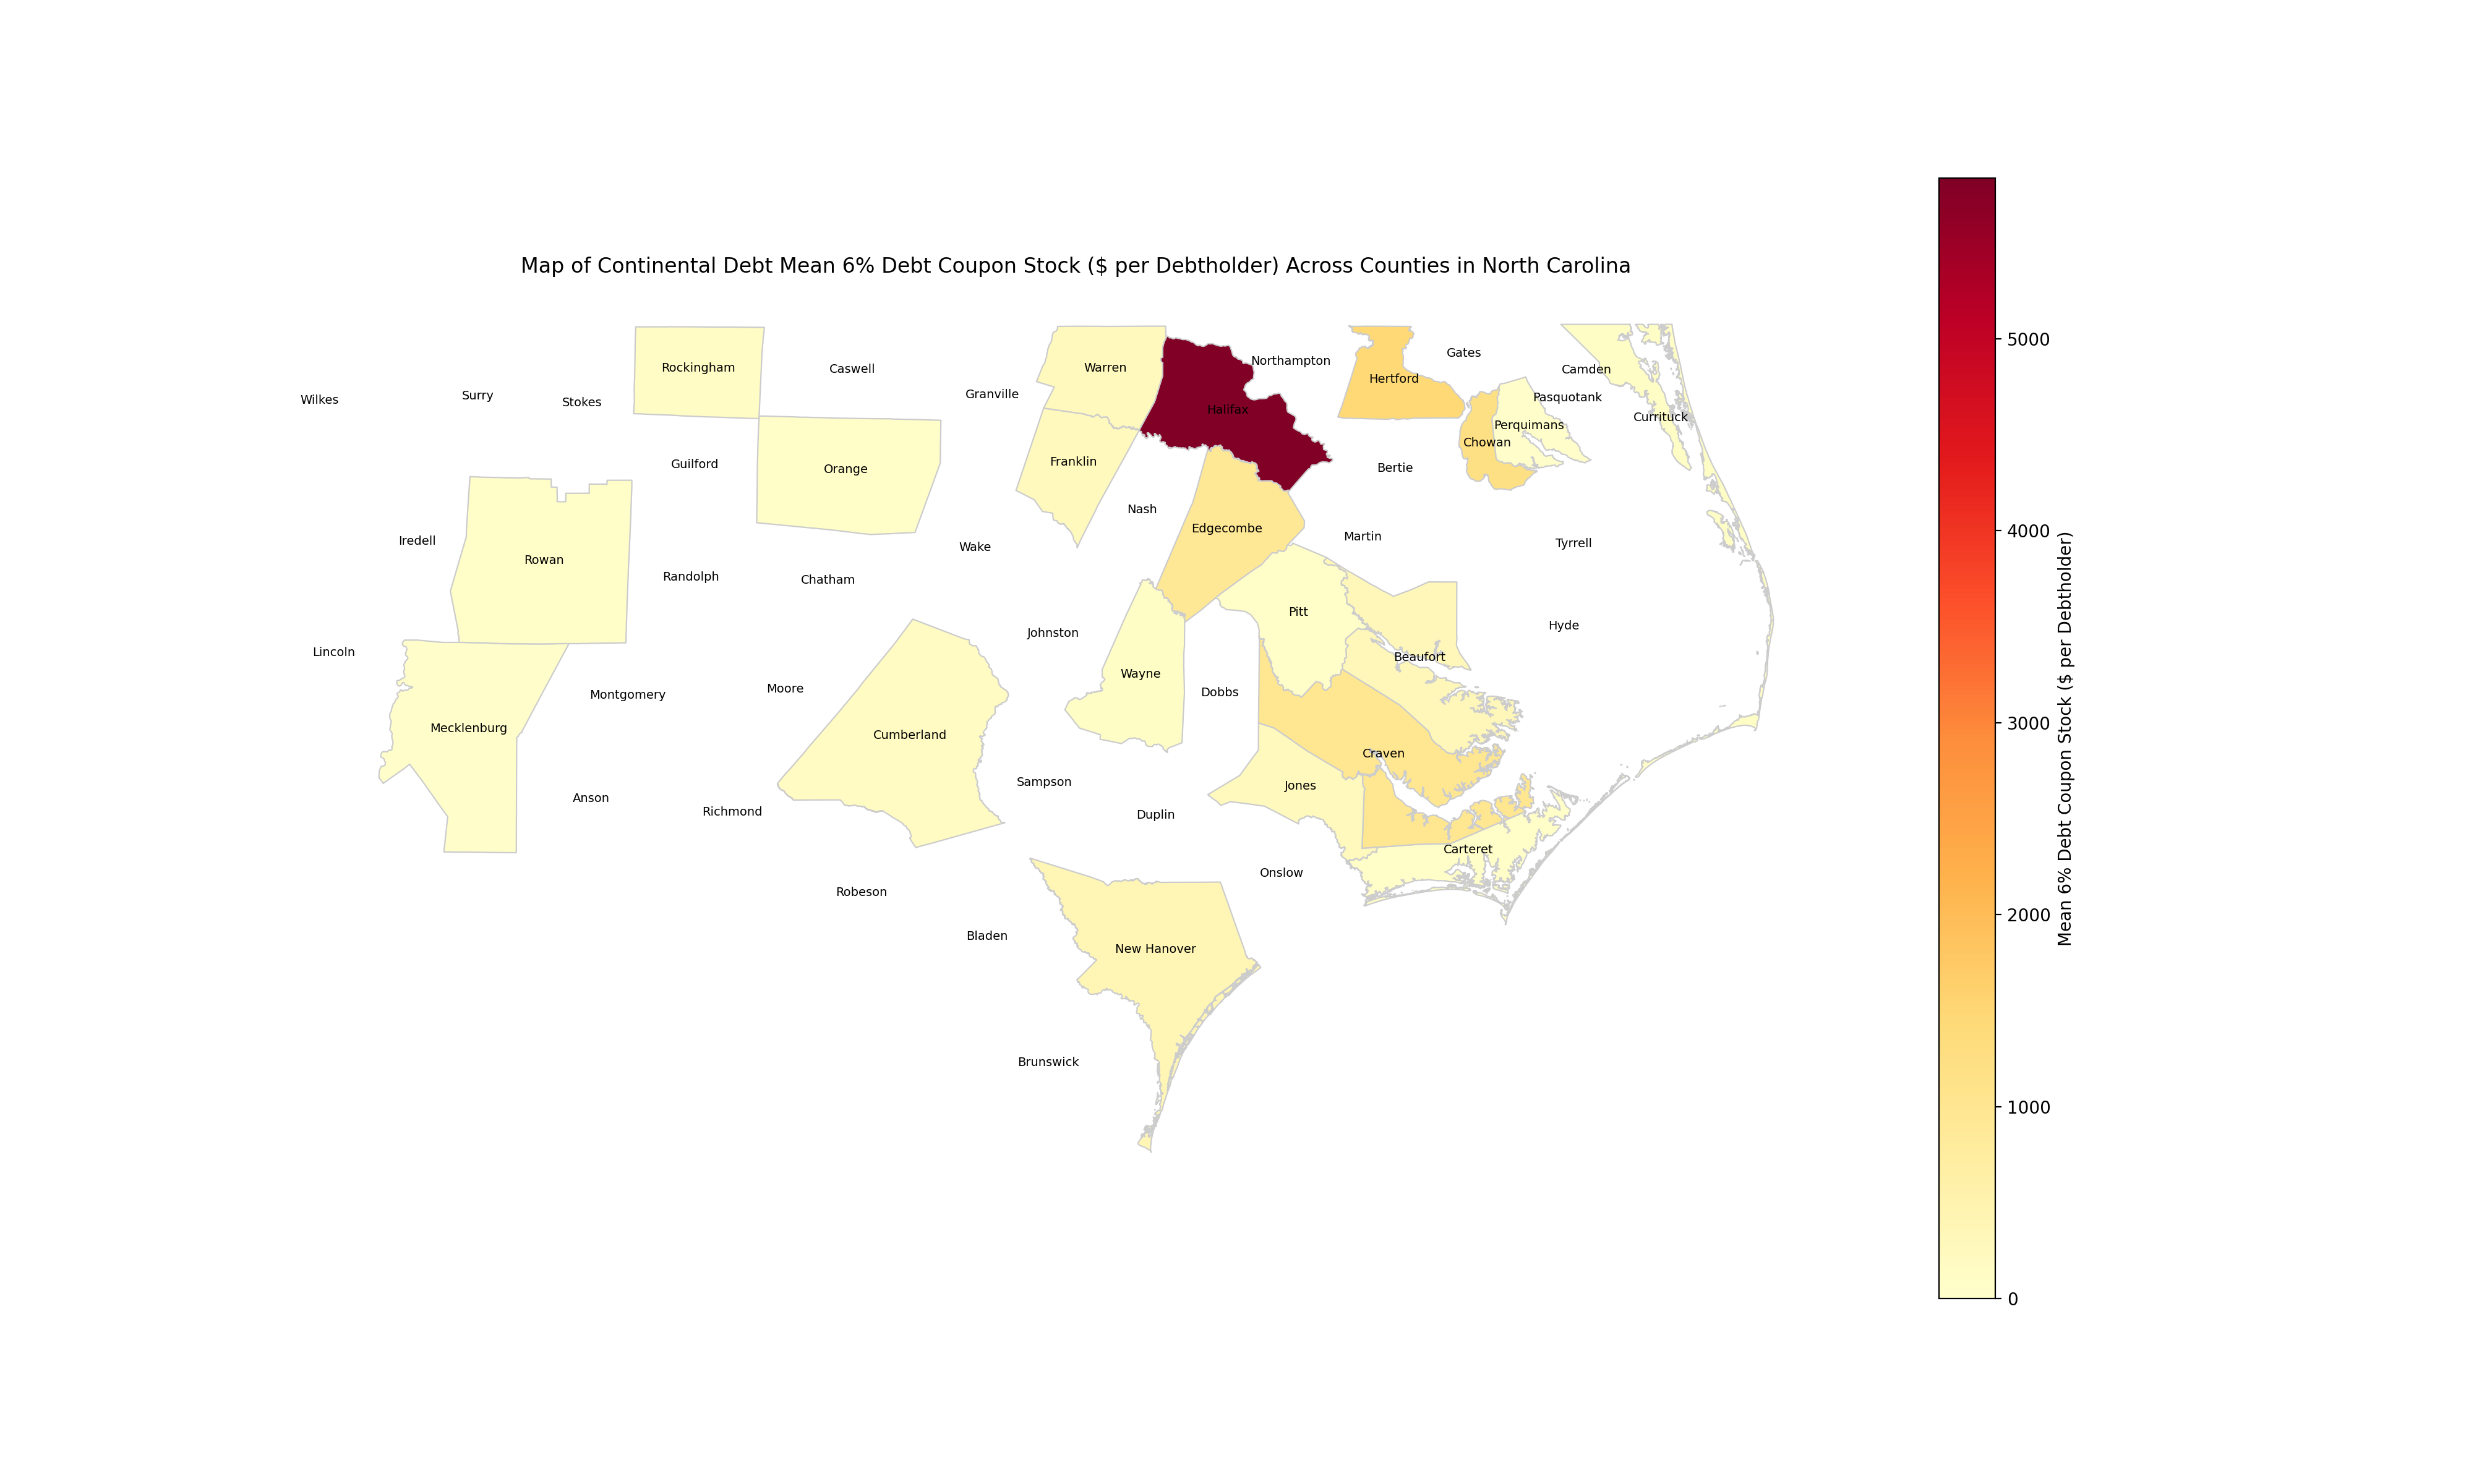 Map of Continental Debt Mean 6% Debt Coupon Stock ($ per Debtholder) Across Counties in North Carolina
Wilkes
Surry
Stokes
Rockingham
Caswell
Granville
Warren
Halifax
Northampton
Hertford
Gates
Camden
Pasquotank
Currituck
Perquimans
Chowan
Guilford
Orange
Franklin
Bertie
Nash
Edgecombe
Martin
Tyrrell
Iredell
Rowan
Randolph
Chatham
Wake
Pitt
Hyde
Johnston
Lincoln
Beaufort
Wayne
Dobbs
Montgomery
Moore
Mecklenburg
Cumberland
Craven
Sampson
Jones
Anson
Richmond
Duplin
Carteret
Onslow
Robeson
Bladen
New Hanover
Brunswick
5000
4000
3000
2000
1000
0
Mean 6% Debt Coupon Stock ($ per Debtholder)